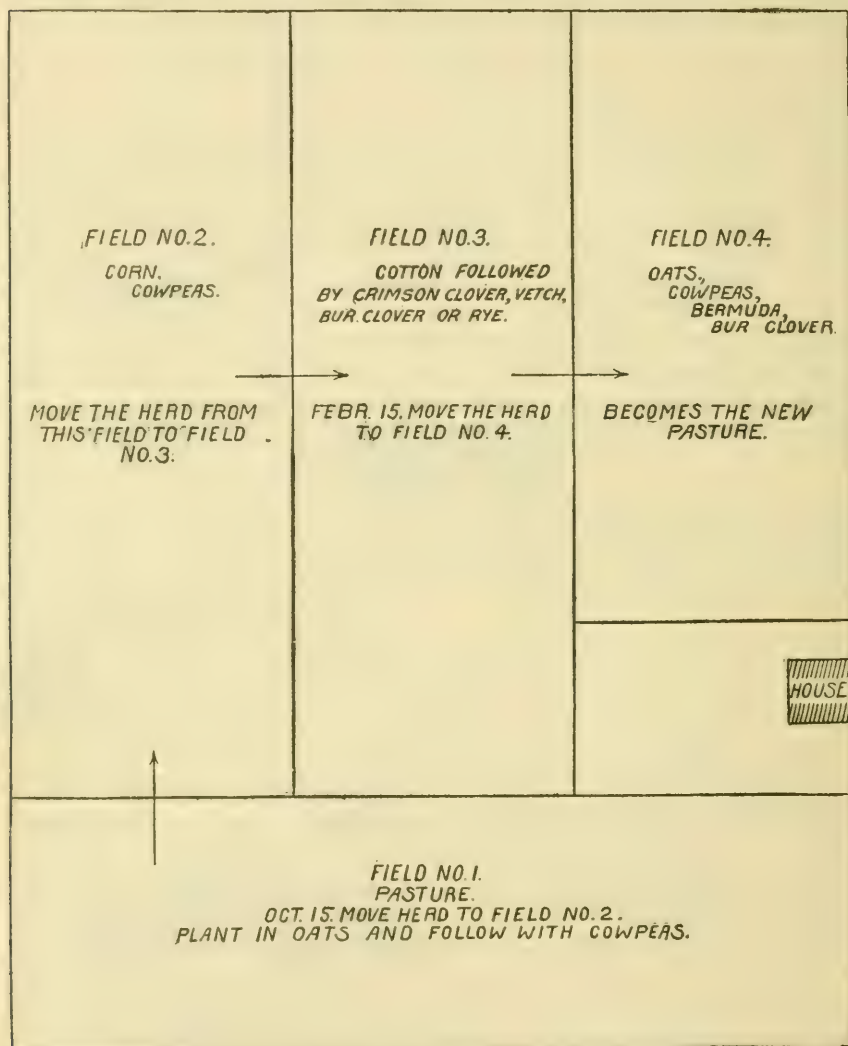 FIELD NO.2.
CORN.
COWPEAS.
MOVE THE HERD FROM
THIS FIELD TO FIELD
NO.3.
FIELD NO.3.
COTTON FOLLOWED
BY CRIMSON CLOVER, VETCH,
BUR CLOVER OR RYE.
FEBR. 15. MOVE THE HERD
TO FIELD NO. 4.
FIELD NO.4.
OATS,
COWPEAS,
BERMUDA,
BUR CLOVER.
BECOMES THE NEW
PASTURE.
HOUSE
FIELD NO.1.
PASTURE.
OCT. 15. MOVE HERD TO FIELD NO.2.
PLANT IN OATS AND FOLLOW WITH COWPEAS.